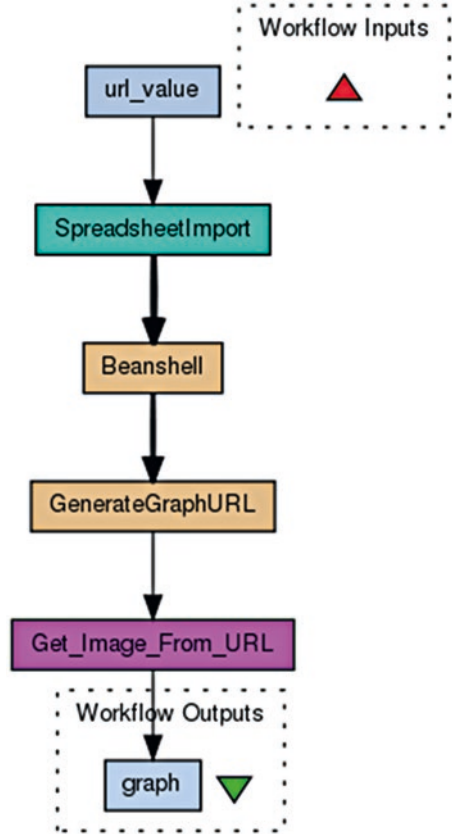 Workflow Inputs
url_value
SpreadsheetImport
Beanshell
GenerateGraphURL
Get_Image_From_URL
Workflow Outputs
graph